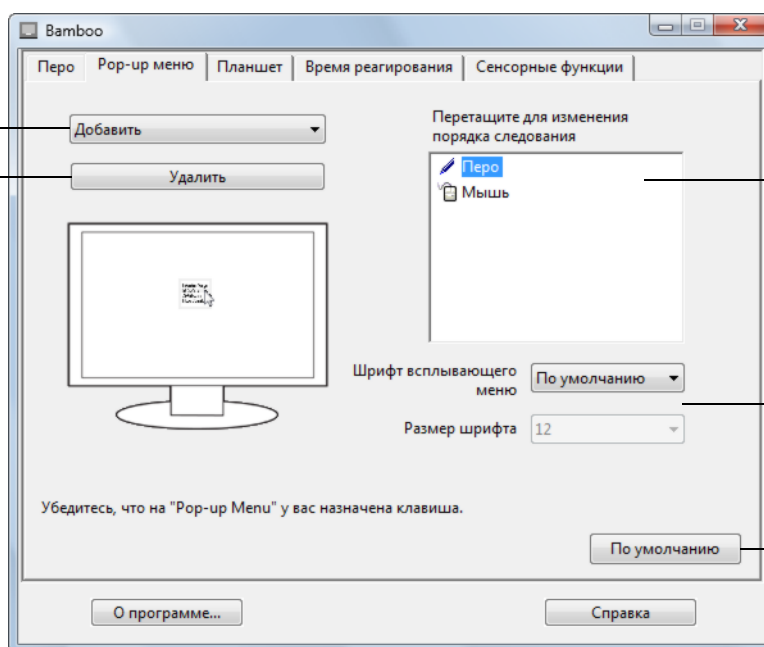 Bamboo
Перо Pop-up меню Планшет Время реагирования Сенсорные функции
Добавить
Удалить
Перетащите для изменения
порядка следования
Перо
Мышь
Шрифт всплывающего
меню
По умолчанию
Размер шрифта
12
Убедитесь, что на "Pop-up Menu" у вас назначена клавиша.
По умолчанию
О программе...
Справка